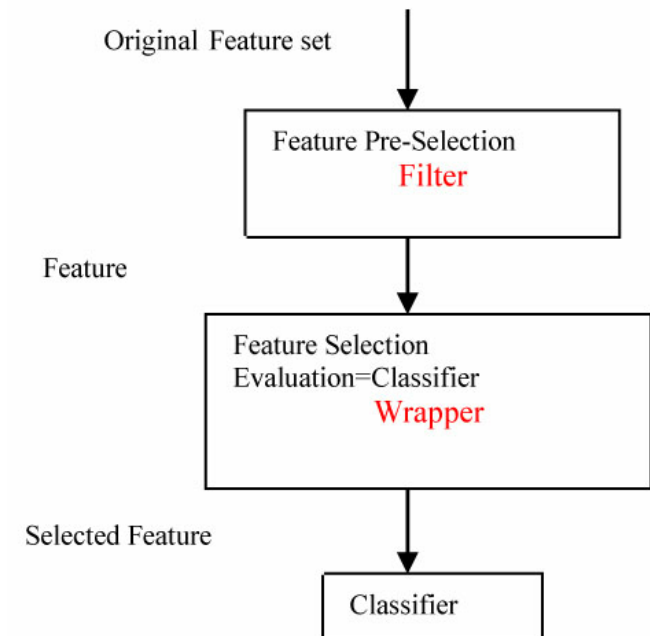 Original Feature set
Feature Pre-Selection
Filter
Feature
Feature Selection
Evaluation=Classifier
Wrapper
Selected Feature
Classifier